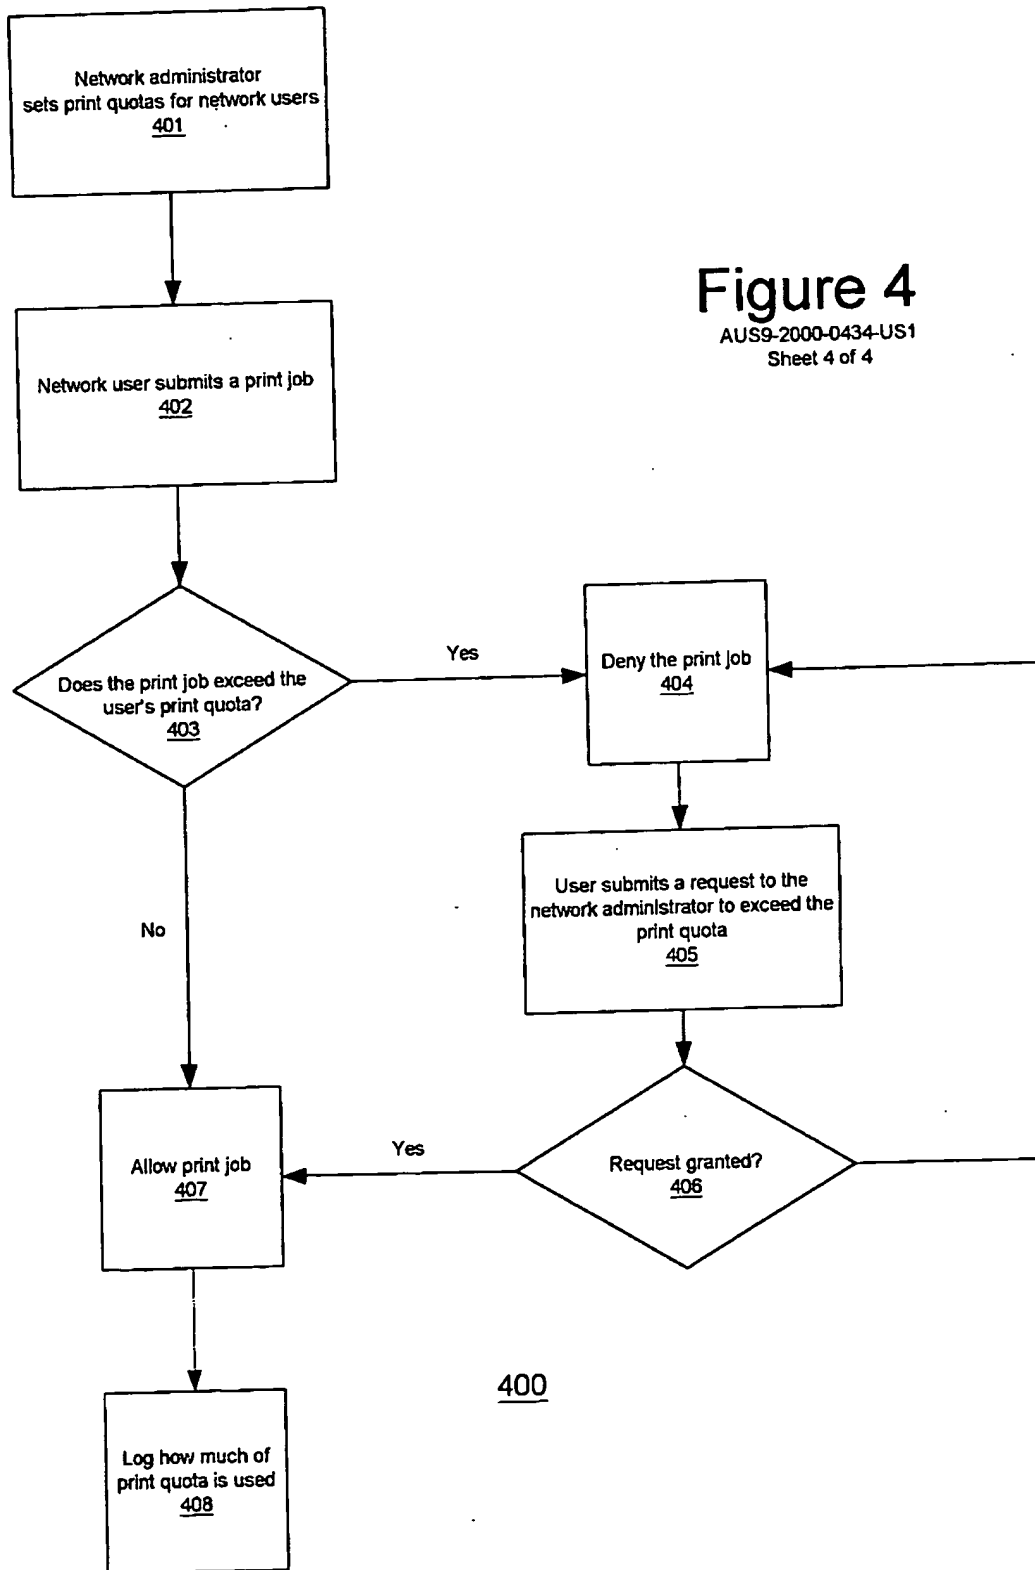 Network administrator
sets print quotas for network users
401
Figure 4
AUS9-2000-0434-US1
Sheet 4 of 4
Network user submits a print job
402
Does the print job exceed the
user's print quota?
403
Yes
Deny the print job
404
User submits a request to the
network administrator to exceed the
print quota
405
No
Allow print job
407
Yes
Request granted?
406
400
Log how much of
print quota is used
408